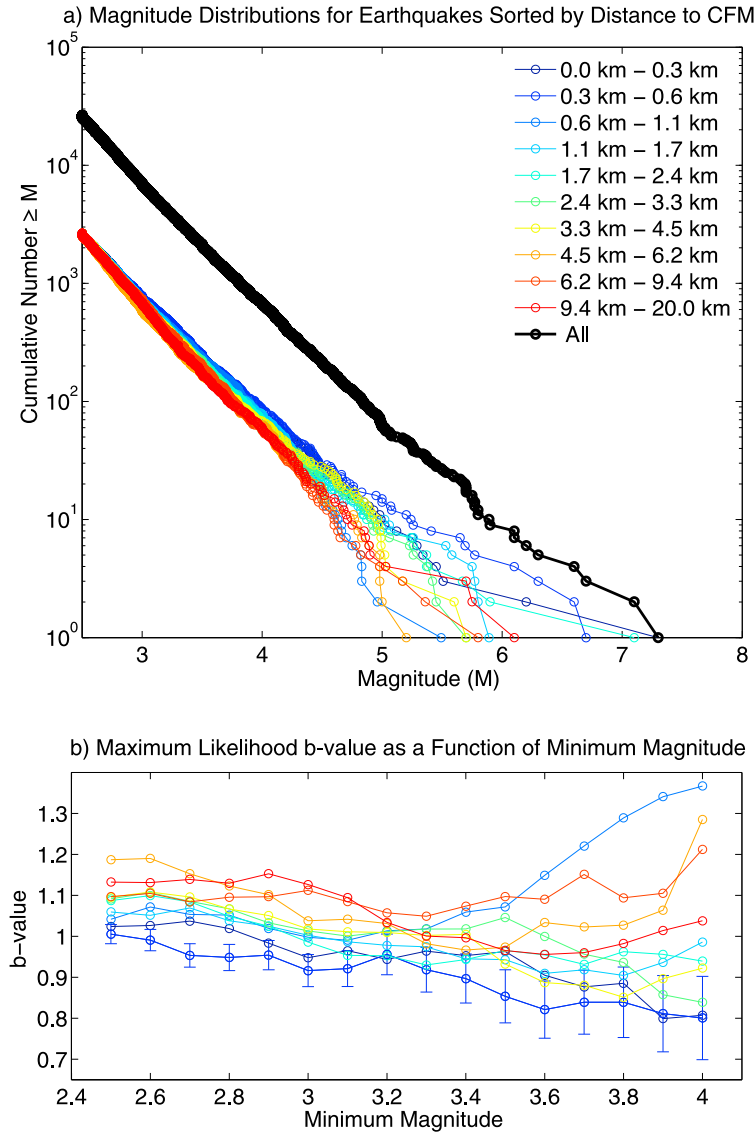 a) Magnitude Distributions for Earthquakes Sorted by Distance to CFM
10^5
10^4
10^3
10^2
10^1
10^0
Cumulative Number ≥ M
0.0 km − 0.3 km
0.3 km − 0.6 km
0.6 km − 1.1 km
1.1 km − 1.7 km
1.7 km − 2.4 km
2.4 km − 3.3 km
3.3 km − 4.5 km
4.5 km − 6.2 km
6.2 km − 9.4 km
9.4 km − 20.0 km
All
3 4 5 6 7 8
Magnitude (M)
b) Maximum Likelihood b-value as a Function of Minimum Magnitude
1.3
1.2
1.1
1
0.9
0.8
0.7
b-value
2.4 2.6 2.8 3 3.2 3.4 3.6 3.8 4
Minimum Magnitude